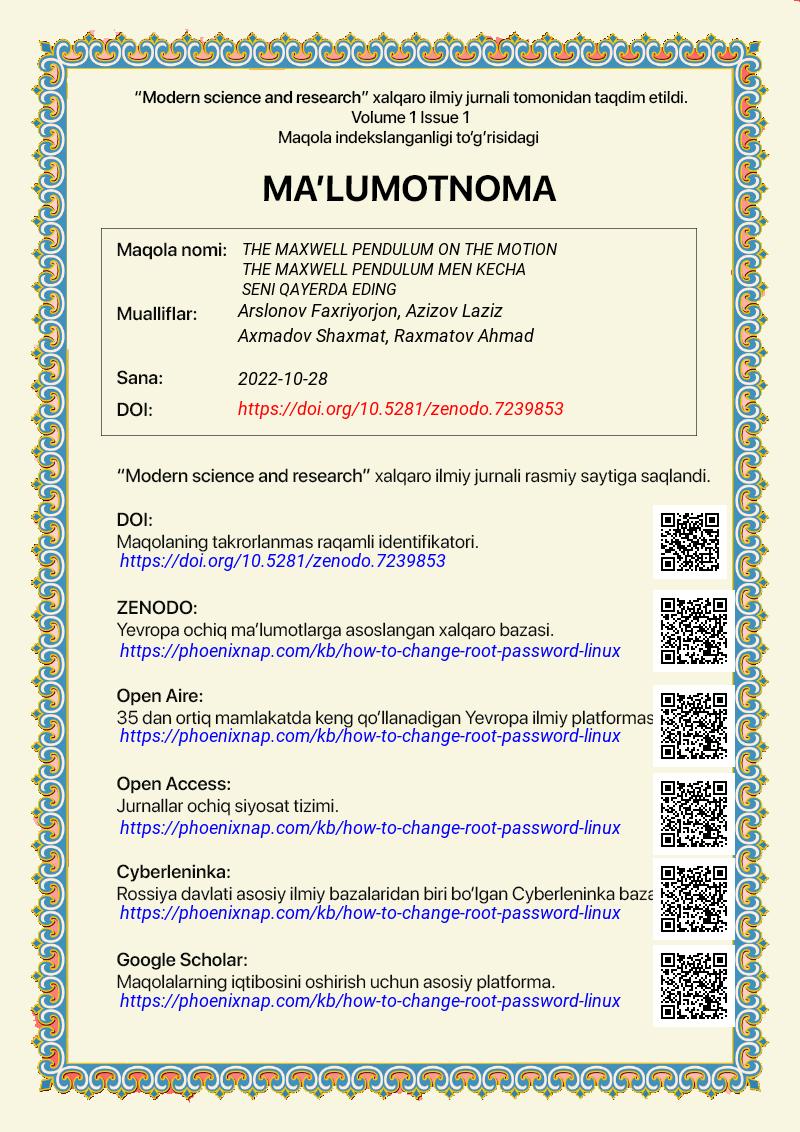 “Modern science and research” xalqaro ilmiy jurnali tomonidan taqdim etildi.
Volume 1 Issue 1
Maqola indekslanganligi to‘g‘risidagi
MA’LUMOTNOMA
Maqola nomi: THE MAXWELL PENDULUM ON THE MOTION
THE MAXWELL PENDULUM MEN KECHA
SENI QAYERDA EDING
Mualliflar: Arslonov Faxriyorjon, Azizov Laziz
Axmadov Shaxmat, Raxmatov Ahmad
Sana: 2022-10-28
DOI: https://doi.org/10.5281/zenodo.7239853
“Modern science and research” xalqaro ilmiy jurnali rasmiy saytiga saqlandi.
DOI:
Maqolaning takrorlanmas raqamli identifikatori.
https://doi.org/10.5281/zenodo.7239853
ZENODO:
Yevropa ochiq ma’lumotlarga asoslangan xalqaro bazasi.
https://phoenixnap.com/kb/how-to-change-root-password-linux
Open Aire:
35 dan ortiq mamlakatda keng qo‘llanadigan Yevropa ilmiy platformas
https://phoenixnap.com/kb/how-to-change-root-password-linux
Open Access:
Jurnallar ochiq siyosat tizimi.
https://phoenixnap.com/kb/how-to-change-root-password-linux
Cyberleninka:
Rossiya davlati asosiy ilmiy bazalaridan biri bo‘lgan Cyberleninka baza
https://phoenixnap.com/kb/how-to-change-root-password-linux
Google Scholar:
Maqolalarning iqtibosini oshirish uchun asosiy platforma.
https://phoenixnap.com/kb/how-to-change-root-password-linux